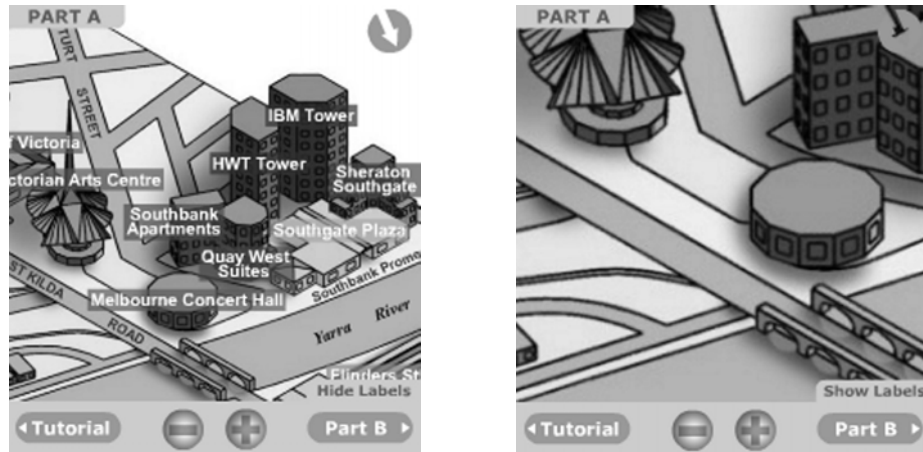 PART A
TURT
STREET
IBM Tower
HWT Tower
f Victoria
ctorian Arts Centre
Sheraton
Southgate
Southbank
Apartments
Southgate Plaza
Quay West
Suites
Southbank Prome
Melbourne Concert Hall
ST KILDA
ROAD
Yarra River
Flinders St
Hide Labels
Tutorial
Part B
PART A
Show Labels
Tutorial
Part B